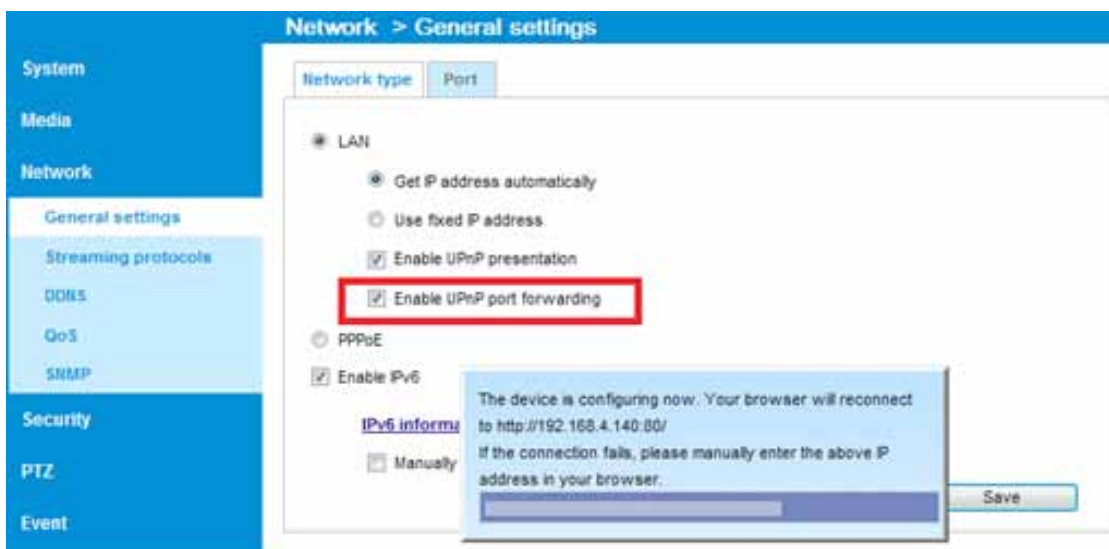 Network > General settings
System
Media
Network
General settings
Streaming protocols
DDNS
QoS
SNMP
Security
PTZ
Event
Network type
Port
LAN
Get IP address automatically
Use fixed IP address
Enable UPnP presentation
Enable UPnP port forwarding
PPPoE
Enable IPv6
IPv6 informa
Manually
The device is configuring now. Your browser will reconnect
to http://192.168.4.140:80/
If the connection fails, please manually enter the above IP
address in your browser.
Save